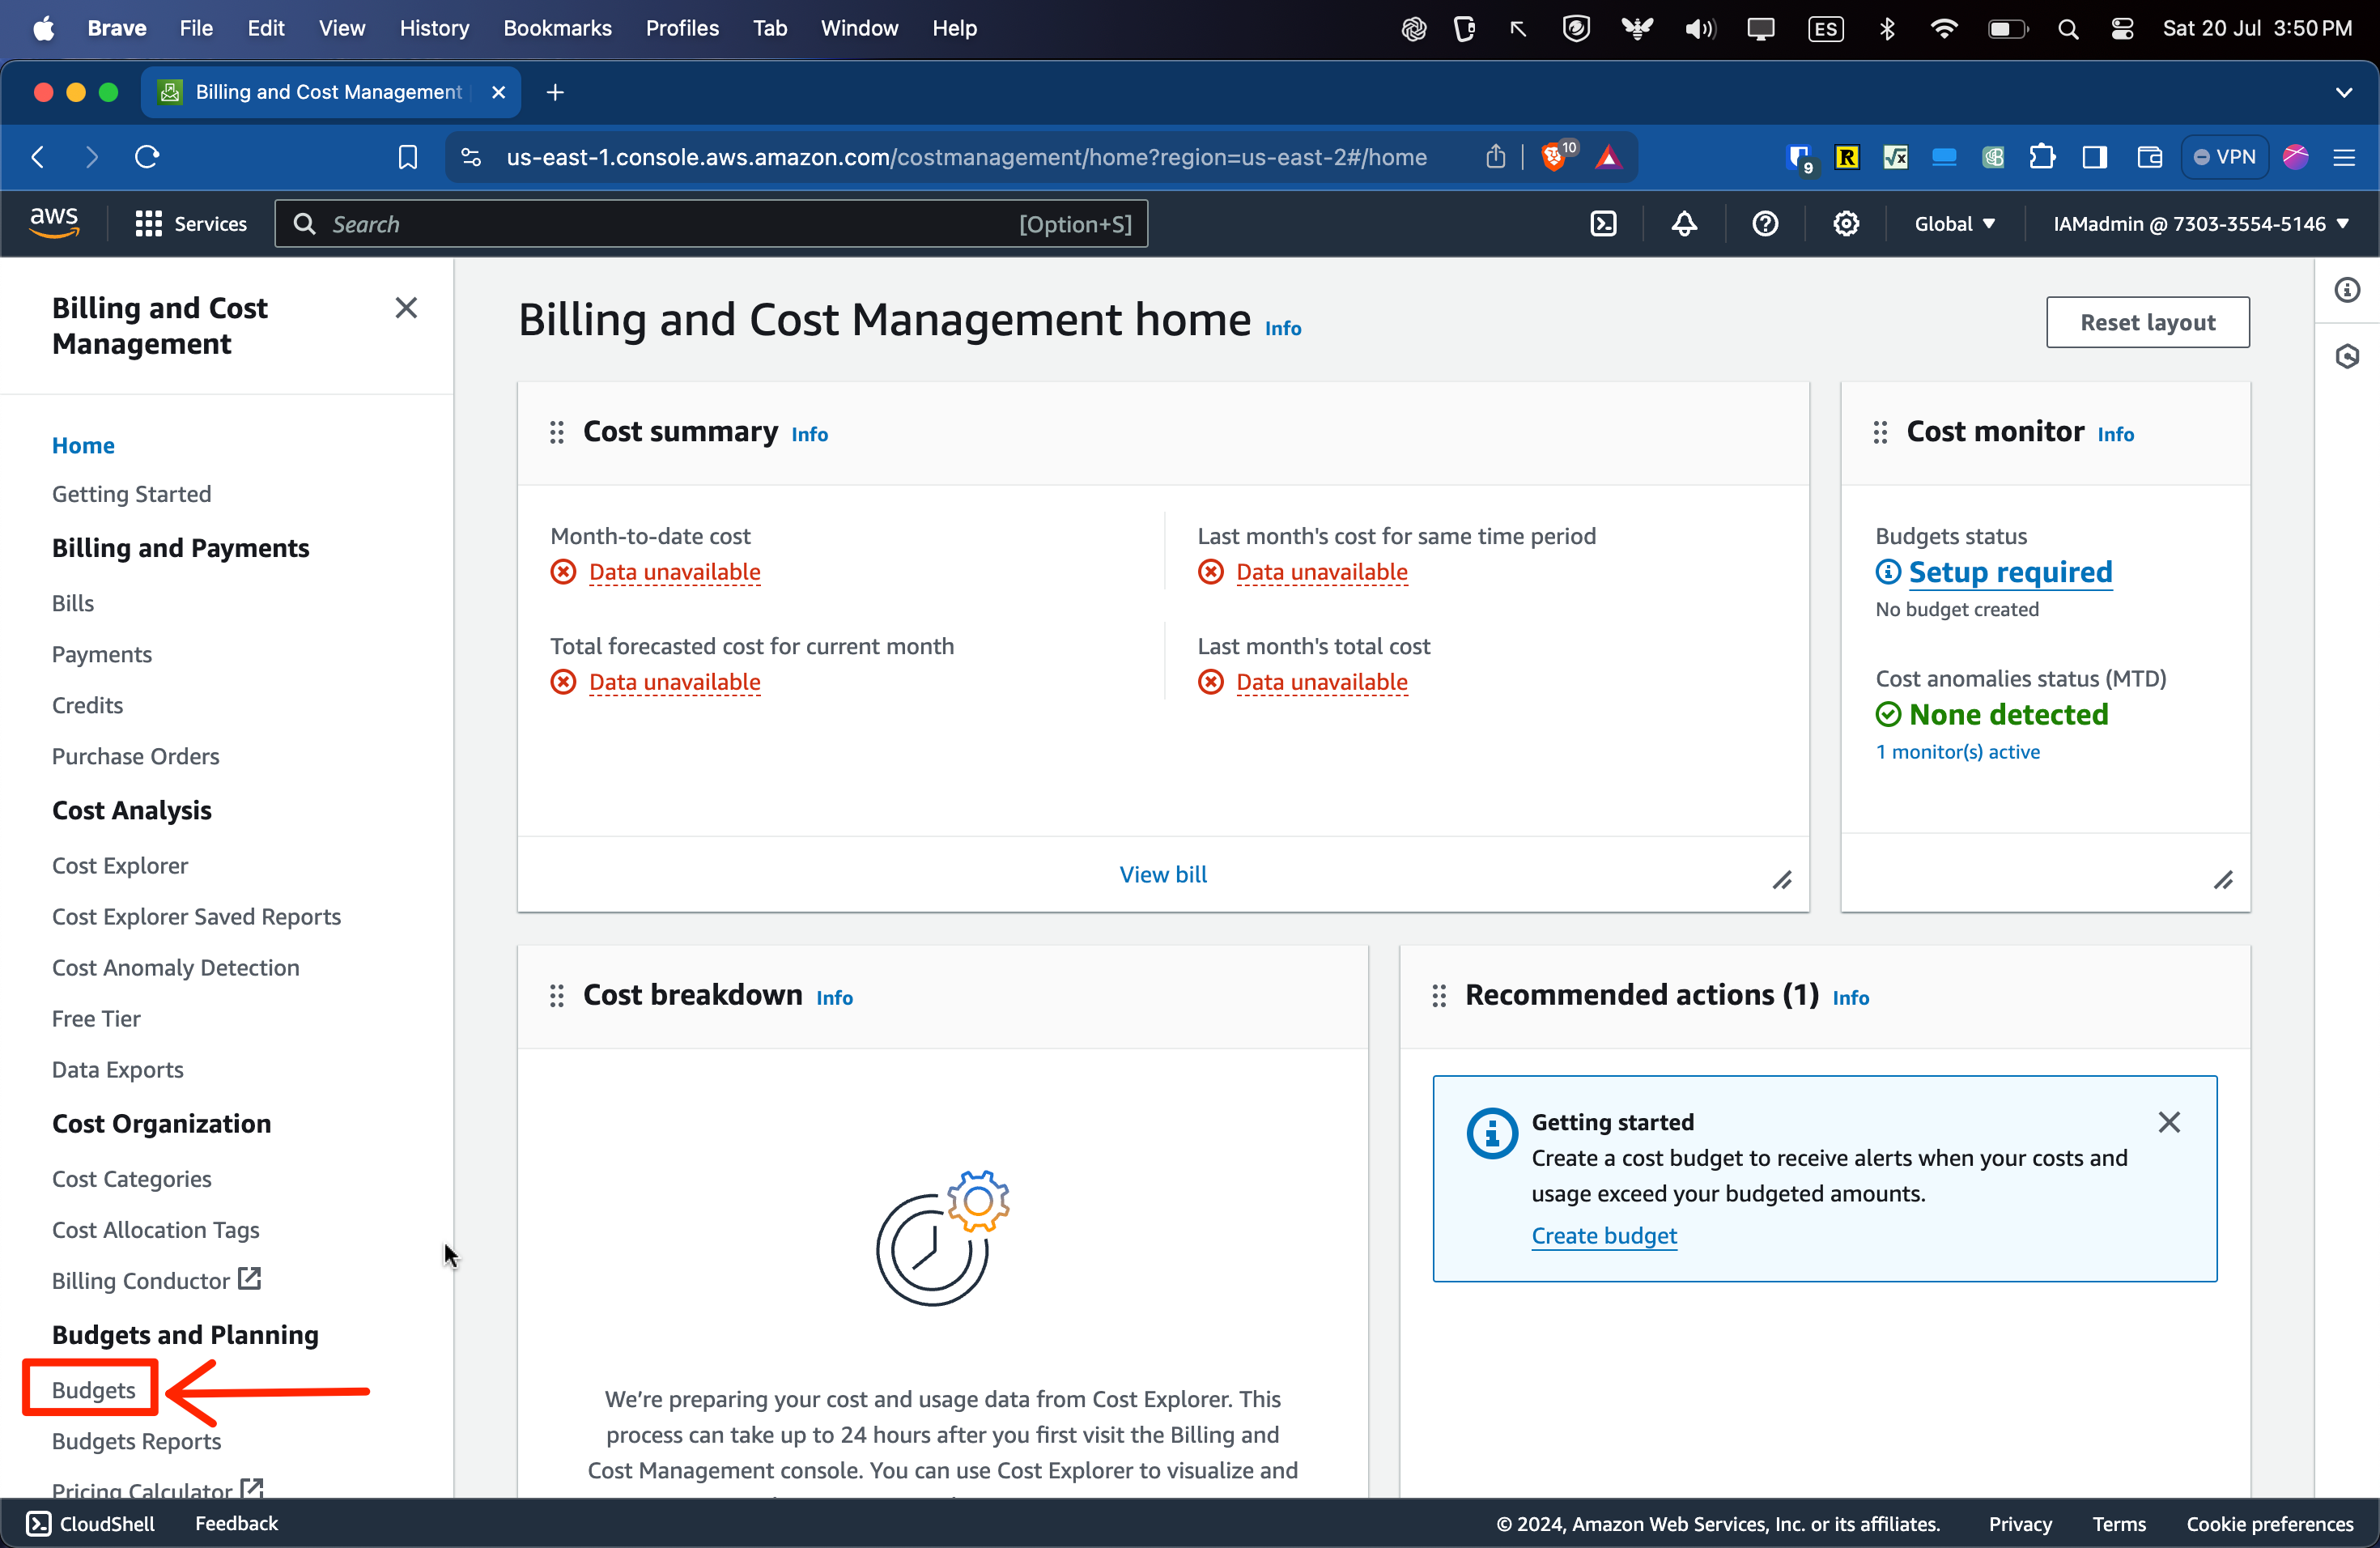 Brave File Edit View History Bookmarks Profiles Tab Window Help ES Sat 20 Jul 3:50 PM
Billing and Cost Management
us-east-1.console.aws.amazon.com/costmanagement/home?region=us-east-2#/home 10 9 R √x VPN
aws Services Search [Option+S] Global IAMadmin @ 7303-3554-5146
Billing and Cost
Management
Home
Getting Started
Billing and Payments
Bills
Payments
Credits
Purchase Orders
Cost Analysis
Cost Explorer
Cost Explorer Saved Reports
Cost Anomaly Detection
Free Tier
Data Exports
Cost Organization
Cost Categories
Cost Allocation Tags
Billing Conductor
Budgets and Planning
Budgets
Budgets Reports
Pricing Calculator
Billing and Cost Management home Info
Reset layout
Cost summary Info
Month-to-date cost
Data unavailable
Last month's cost for same time period
Data unavailable
Total forecasted cost for current month
Data unavailable
Last month's total cost
Data unavailable
View bill
Cost monitor Info
Budgets status
Setup required
No budget created
Cost anomalies status (MTD)
None detected
1 monitor(s) active
Cost breakdown Info
We’re preparing your cost and usage data from Cost Explorer. This
process can take up to 24 hours after you first visit the Billing and
Cost Management console. You can use Cost Explorer to visualize and
Recommended actions (1) Info
Getting started
Create a cost budget to receive alerts when your costs and
usage exceed your budgeted amounts.
Create budget
CloudShell Feedback © 2024, Amazon Web Services, Inc. or its affiliates. Privacy Terms Cookie preferences